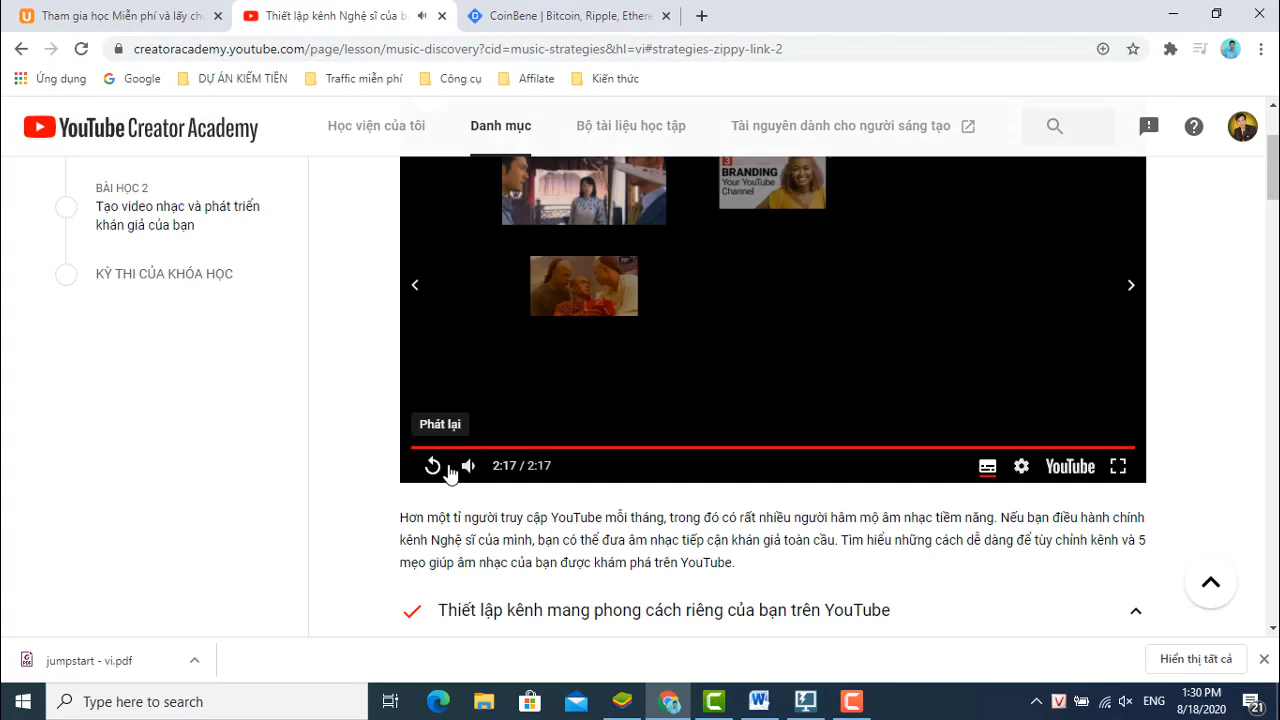 Tham gia học Miễn phí và lấy ch
Thiết lập kênh Nghệ sĩ của b
CoinBene | Bitcoin, Ripple, Ethere
creatoracademy.youtube.com/page/lesson/music-discovery?cid=music-strategies&hl=vi#strategies-zippy-link-2
Ứng dụng
Google
DỰ ÁN KIẾM TIỀN
Traffic miễn phí
Công cụ
Affilate
Kiến thức
YouTube Creator Academy
Học viện của tôi
Danh mục
Bộ tài liệu học tập
Tài nguyên dành cho người sáng tạo
BÀI HỌC 2
Tạo video nhạc và phát triển
khán giả của bạn
KỲ THI CỦA KHÓA HỌC
3
BRANDING
Your YouTube
Channel
Phát lại
2:17 / 2:17
YouTube
Hơn một tỉ người truy cập YouTube mỗi tháng, trong đó có rất nhiều người hâm mộ âm nhạc tiềm năng. Nếu bạn điều hành chính
kênh Nghệ sĩ của mình, bạn có thể đưa âm nhạc tiếp cận khán giả toàn cầu. Tìm hiểu những cách dễ dàng để tùy chỉnh kênh và 5
mẹo giúp âm nhạc của bạn được khám phá trên YouTube.
Thiết lập kênh mang phong cách riêng của bạn trên YouTube
jumpstart - vi.pdf
Hiển thị tất cả
Type here to search
ENG
1:30 PM
8/18/2020
21